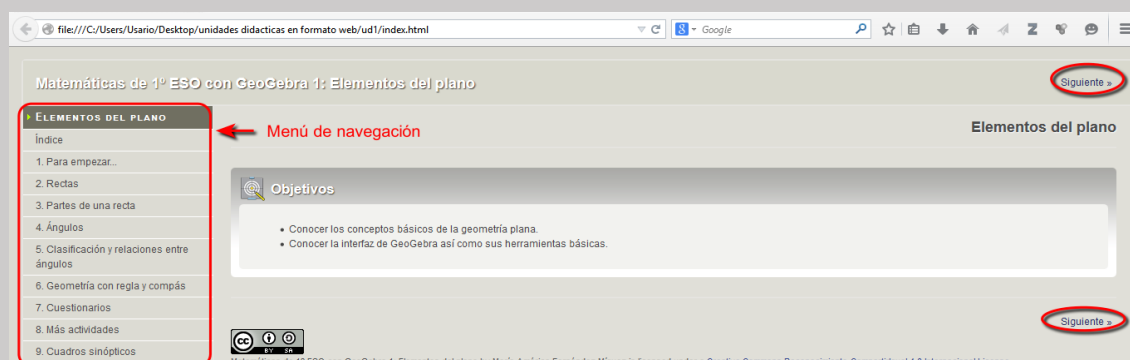 file:///C:/Users/Usario/Desktop/unidades didacticas en formato web/ud1/index.html
Google
Matemáticas de 1º ESO con GeoGebra 1: Elementos del plano
Siguiente »
ELEMENTOS DEL PLANO
Índice
1. Para empezar...
2. Rectas
3. Partes de una recta
4. Ángulos
5. Clasificación y relaciones entre
ángulos
6. Geometría con regla y compás
7. Cuestionarios
8. Más actividades
9. Cuadros sinópticos
Menú de navegación
Elementos del plano
Objetivos
• Conocer los conceptos básicos de la geometría plana.
• Conocer la interfaz de GeoGebra así como sus herramientas básicas.
Siguiente »
cc
BY SA